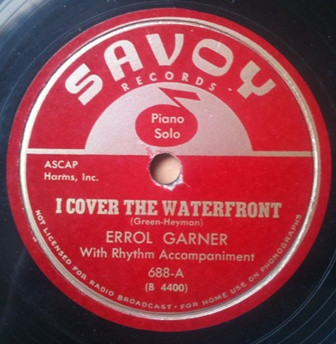 SAVOY
RECORDS
Piano
Solo
ASCAP
Harms, Inc.
I COVER THE WATERFRONT
(Green-Heyman)
ERROL GARNER
With Rhythm Accompaniment
688-A
(B 4400)
NOT LICENSED FOR RADIO BROADCAST • FOR HOME USE ON PHONOGRAPHS